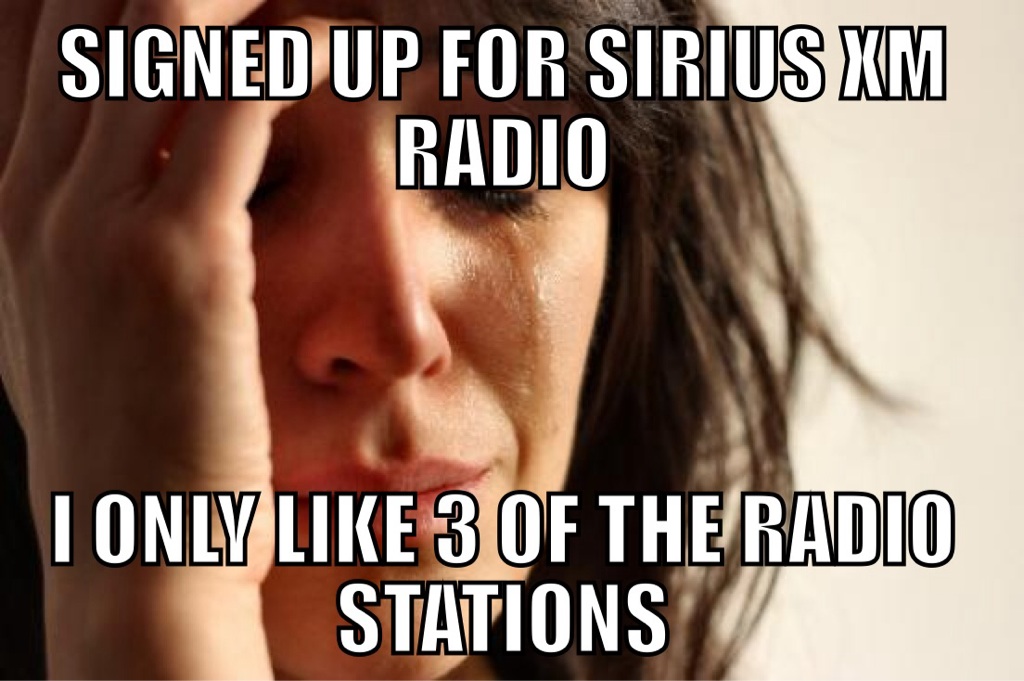 SIGNED UP FOR SIRIUS XM
RADIO
I ONLY LIKE 3 OF THE RADIO
STATIONS